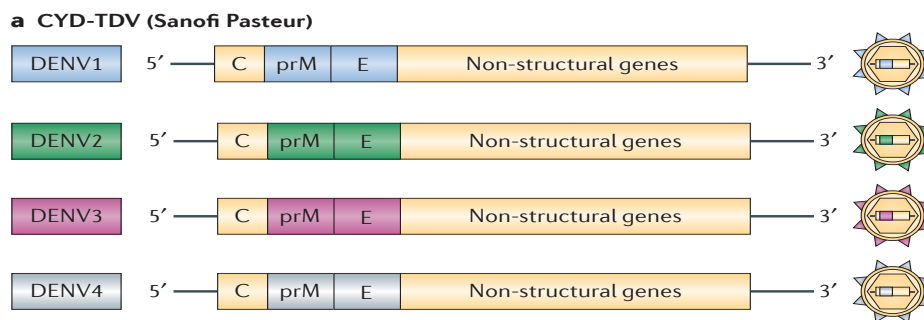 a CYD-TDV (Sanofi Pasteur)
DENV1 5′ C prM E Non-structural genes 3′
DENV2 5′ C prM E Non-structural genes 3′
DENV3 5′ C prM E Non-structural genes 3′
DENV4 5′ C prM E Non-structural genes 3′